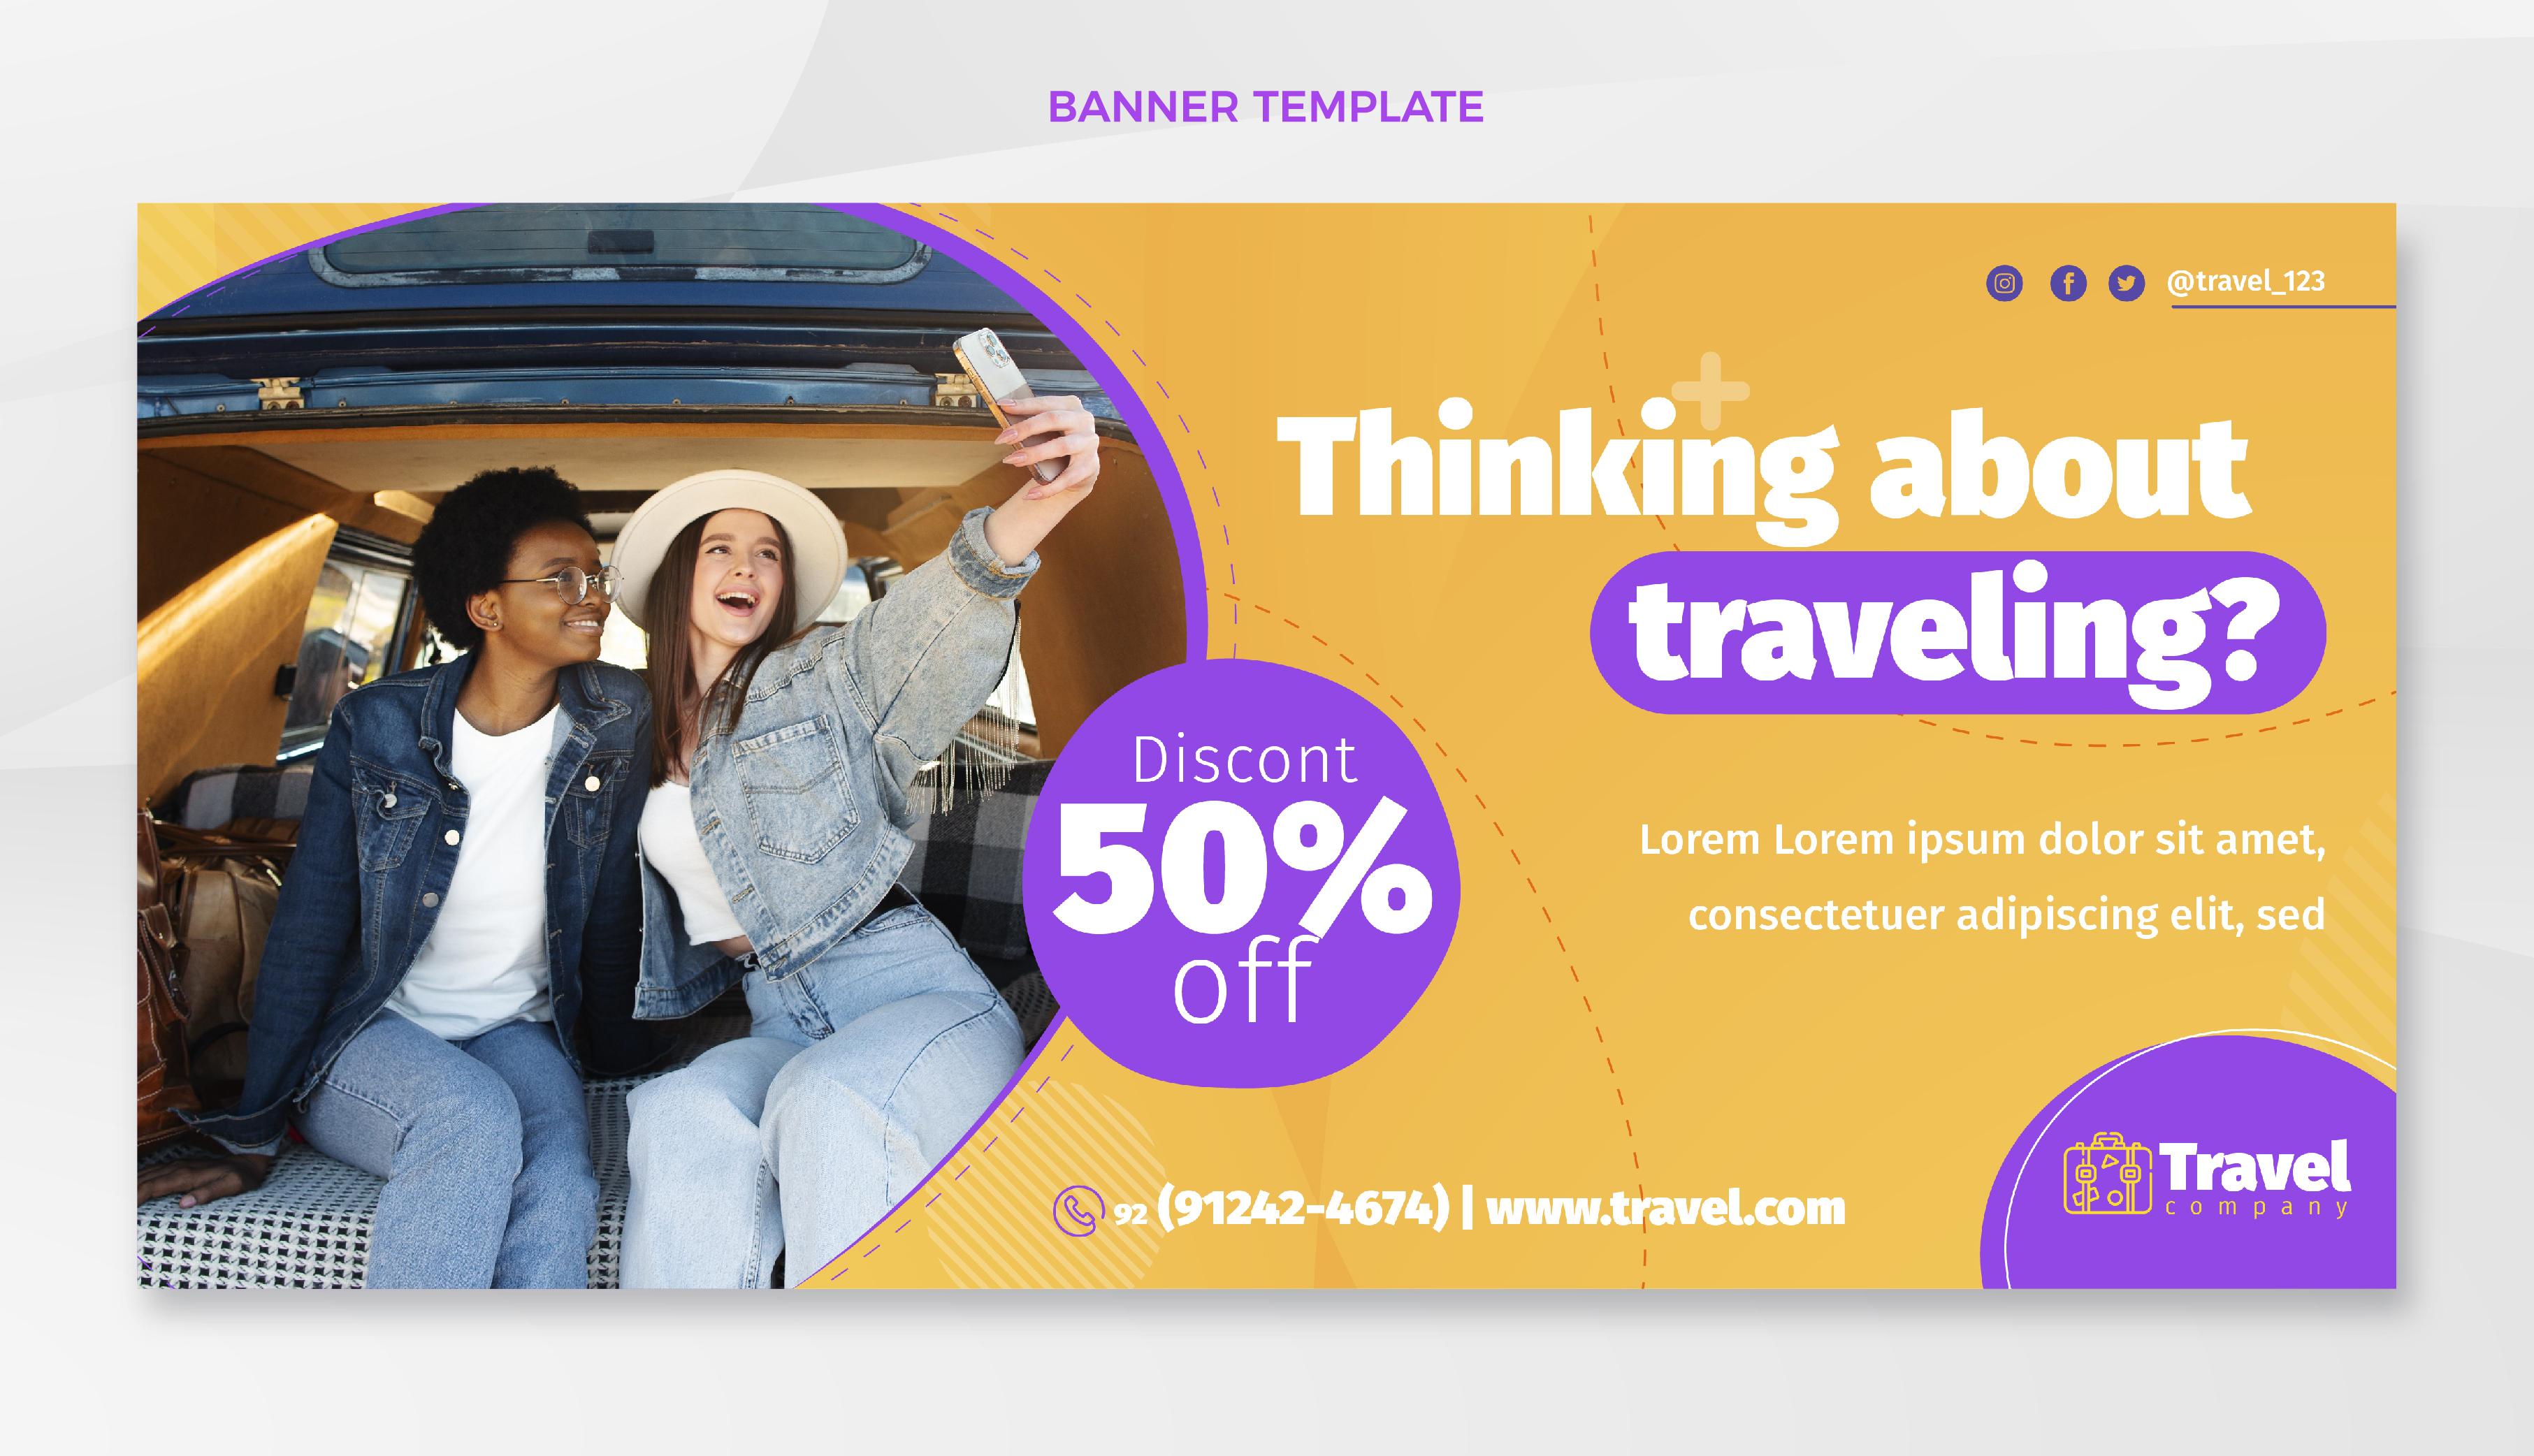 BANNER TEMPLATE
@travel_123
Thinking about
traveling?
Discont
50%
off
Lorem Lorem ipsum dolor sit amet,
consectetuer adipiscing elit, sed
92 (91242-4674) | www.travel.com
Travel
company